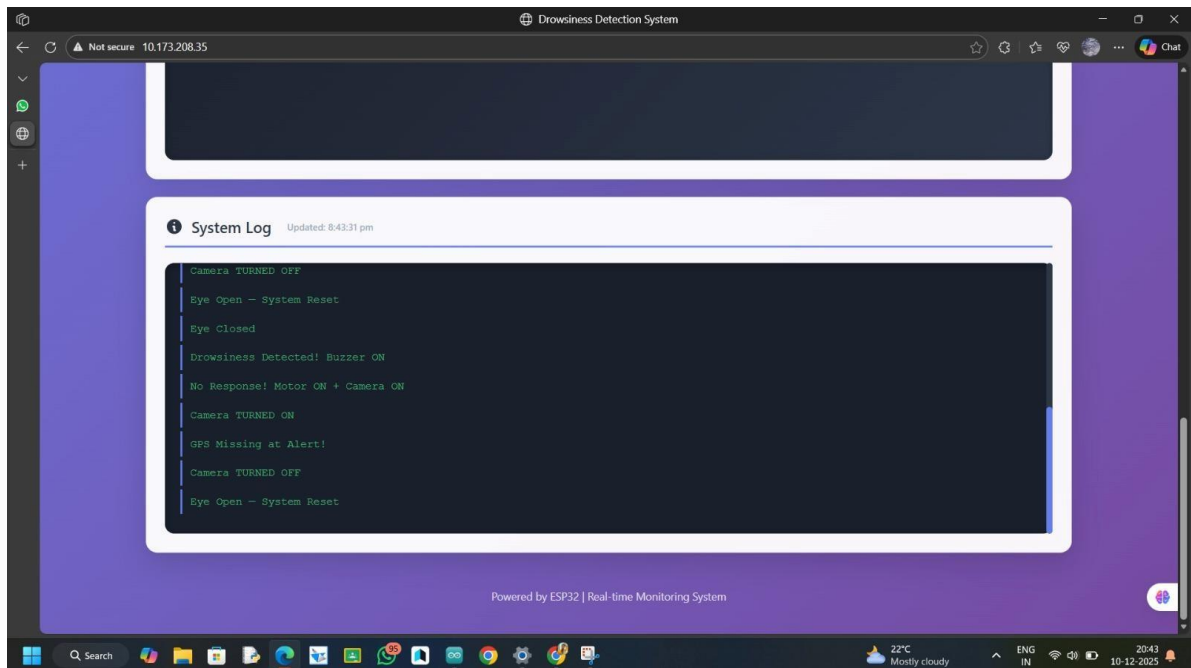 Drowsiness Detection System
Not secure 10.173.208.35
Chat
System Log Updated: 8:43:31 pm
Camera TURNED OFF
Eye Open — System Reset
Eye Closed
Drowsiness Detected! Buzzer ON
No Response! Motor ON + Camera ON
Camera TURNED ON
GPS Missing at Alert!
Camera TURNED OFF
Eye Open — System Reset
Powered by ESP32 | Real-time Monitoring System
Search
95
22°C
Mostly cloudy
ENG
IN
20:43
10-12-2025